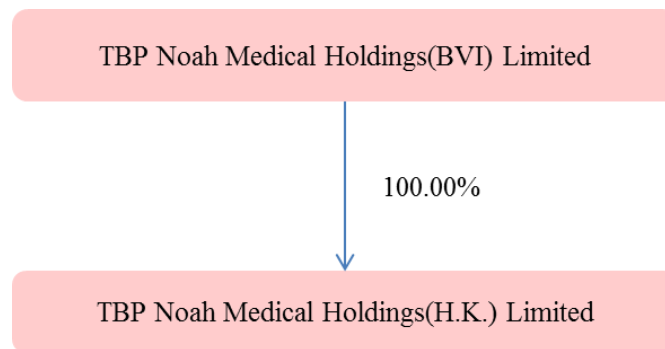 TBP Noah Medical Holdings(BVI) Limited
100.00%
TBP Noah Medical Holdings(H.K.) Limited